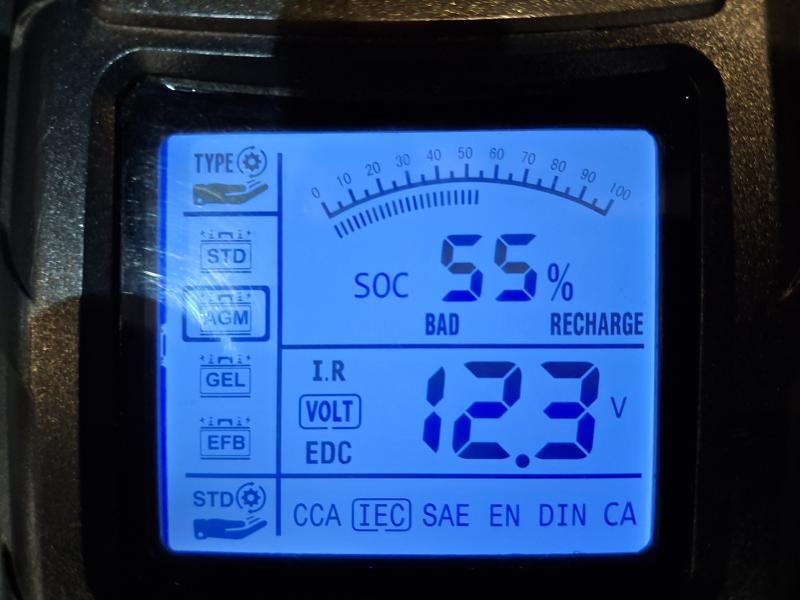 TYPE
0 10 20 30 40 50 60 70 80 90 100
STD
SOC 55%
AGM
BAD RECHARGE
GEL
I.R
VOLT 12.3 V
EFB
EDC
STD
CCA IEC SAE EN DIN CA